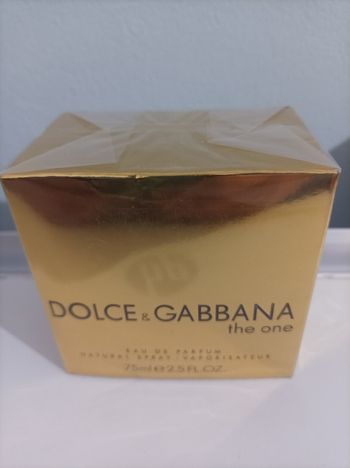 DOLCE & GABBANA
the one
EAU DE PARFUM
NATURAL SPRAY · VAPORISATEUR
75ml ℮ 2.5 FL.OZ.